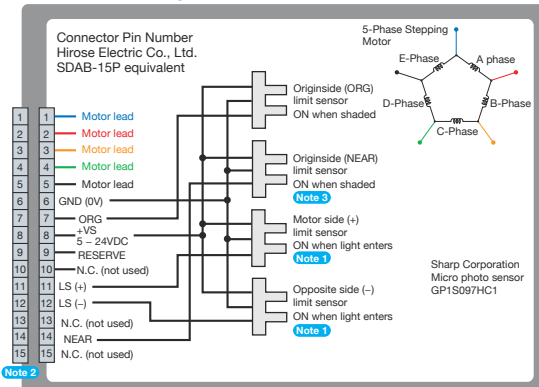 Connector Pin Number
Hirose Electric Co., Ltd.
SDAB-15P equivalent
5-Phase Stepping
Motor
E-Phase
A phase
D-Phase
B-Phase
C-Phase
Originside (ORG)
limit sensor
ON when shaded
Originside (NEAR)
limit sensor
ON when shaded
Note 3
Motor side (+)
limit sensor
ON when light enters
Note 1
Opposite side (−)
limit sensor
ON when light enters
Note 1
Sharp Corporation
Micro photo sensor
GP1S097HC1
1 1 Motor lead
2 2 Motor lead
3 3 Motor lead
4 4 Motor lead
5 5 Motor lead
6 6 GND (0V)
7 7 ORG
8 8 +VS
5 – 24VDC
9 9 RESERVE
10 10 N.C. (not used)
11 11 LS (+)
12 12 LS (−)
13 13 N.C. (not used)
14 14 NEAR
15 15 N.C. (not used)
Note 2